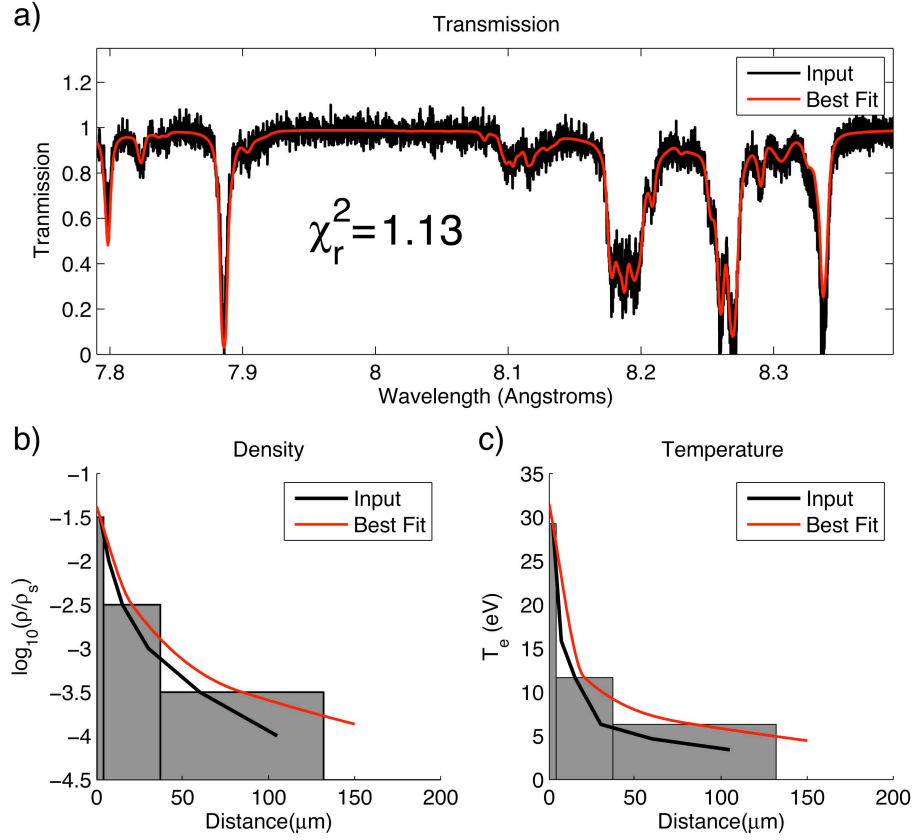 a)
Transmission
Tranmission
1.2
1
0.8
0.6
0.4
0.2
0
Input
Best Fit
χr²=1.13
7.8 7.9 8 8.1 8.2 8.3
Wavelength (Angstroms)
b)
Density
log10(ρ/ρs)
-1
-1.5
-2
-2.5
-3
-3.5
-4
-4.5
Input
Best Fit
0 50 100 150 200
Distance(μm)
c)
Temperature
Te (eV)
35
30
25
20
15
10
5
0
Input
Best Fit
0 50 100 150 200
Distance(μm)